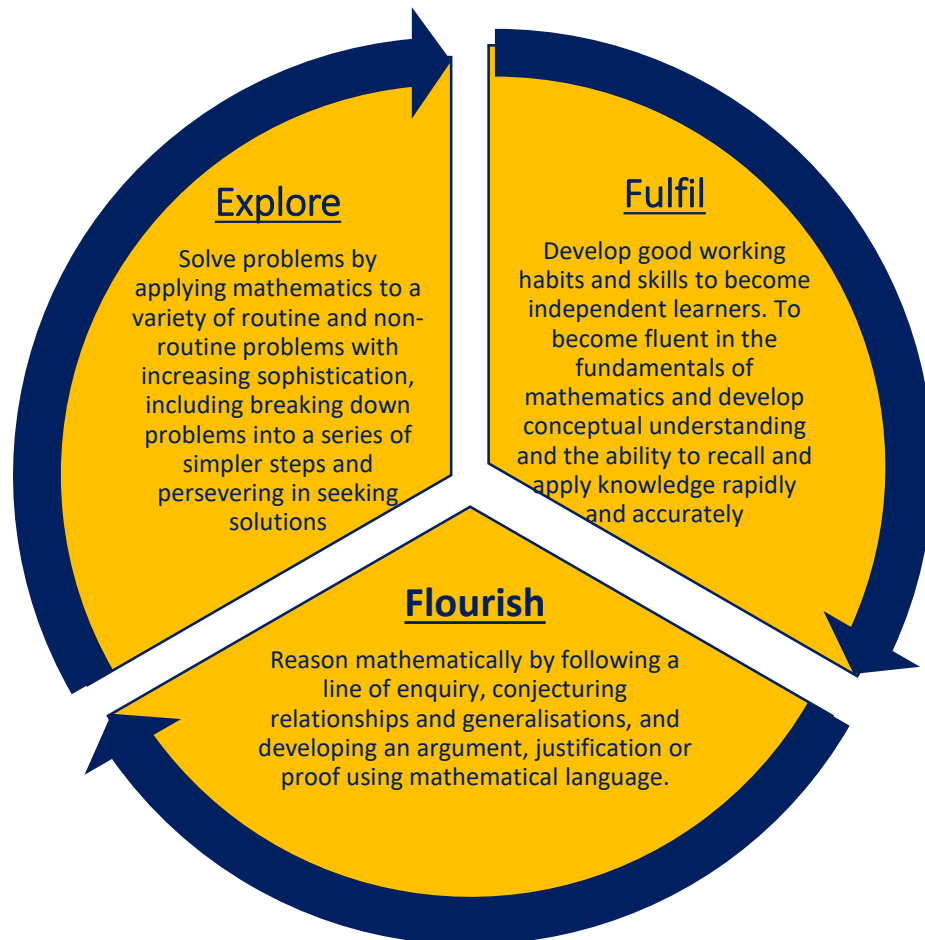 Explore
Solve problems by
applying mathematics to a
variety of routine and non-
routine problems with
increasing sophistication,
including breaking down
problems into a series of
simpler steps and
persevering in seeking
solutions
Fulfil
Develop good working
habits and skills to become
independent learners. To
become fluent in the
fundamentals of
mathematics and develop
conceptual understanding
and the ability to recall and
apply knowledge rapidly
and accurately
Flourish
Reason mathematically by following a
line of enquiry, conjecturing
relationships and generalisations, and
developing an argument, justification or
proof using mathematical language.